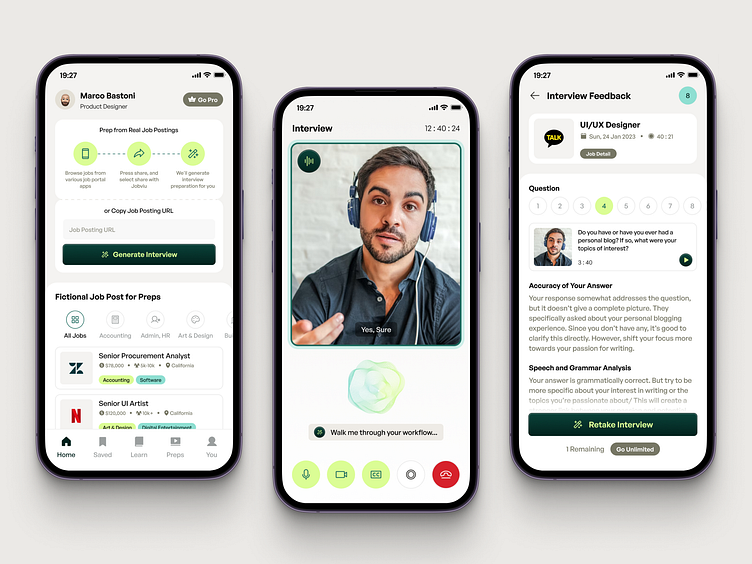 19:27
Marco Bastoni
Product Designer
Go Pro
Prep from Real Job Postings
Browse jobs from
various job portal
apps
Press share, and
select share with
Jobviu
We'll generate
interview
preparation for you
or Copy Job Posting URL
Job Posting URL
Generate Interview
Fictional Job Post for Preps
All Jobs
Accounting
Admin, HR
Art & Design
Senior Procurement Analyst
$78,000 • 5k-10k • California
Accounting
Software
Senior UI Artist
$120,000 • 10k+ • California
Art & Design
Digital Entertainment
Home
Saved
Learn
Preps
You
19:27
Interview
12 : 40 : 24
Yes, Sure
Walk me through your workflow...
CC
19:27
Interview Feedback
8
TALK
UI/UX Designer
Sun, 24 Jan 2023 • 40 : 21
Job Detail
Question
1 2 3 4 5 6 7 8
Do you have or have you ever had a
personal blog? If so, what were your
topics of interest?
3 : 40
Accuracy of Your Answer
Your response somewhat addresses the question,
but it doesn't give a complete picture. They
specifically asked about your personal blogging
experience. Since you don't have any, it's good to
clarify this directly. However, shift your focus more
towards your passion for writing.
Speech and Grammar Analysis
Your answer is grammatically correct. But try to be
more specific about your interest in writing or the
topics you're passionate about/ This will create a
Retake Interview
1 Remaining
Go Unlimited